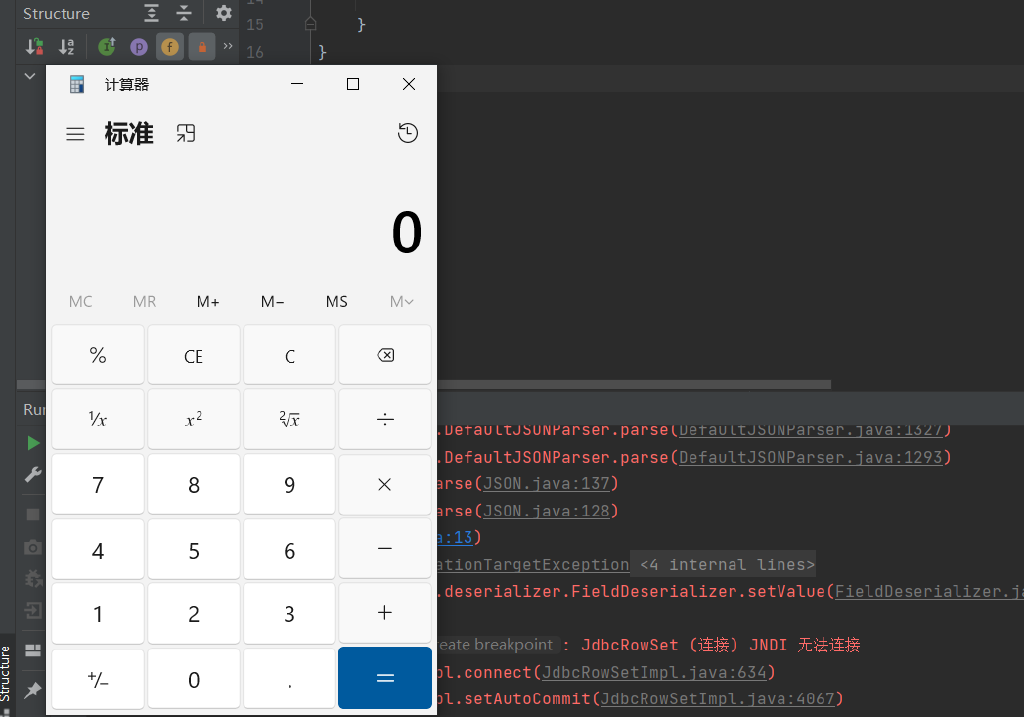 Structure
14
15 }
16 }
计算器
标准
0
MC MR M+ M− MS M
% CE C
⅟x x² ²√x ÷
7 8 9 ×
4 5 6 −
1 2 3 +
+/− 0 . =
Run
.DefaultJSONParser.parse(DefaultJSONParser.java:1327)
.DefaultJSONParser.parse(DefaultJSONParser.java:1293)
arse(JSON.java:137)
arse(JSON.java:128)
a:13)
ationTargetException <4 internal lines>
.deserializer.FieldDeserializer.setValue(FieldDeserializer.ja
reate breakpoint : JdbcRowSet (连接) JNDI 无法连接
pl.connect(JdbcRowSetImpl.java:634)
pl.setAutoCommit(JdbcRowSetImpl.java:4067)
Structure